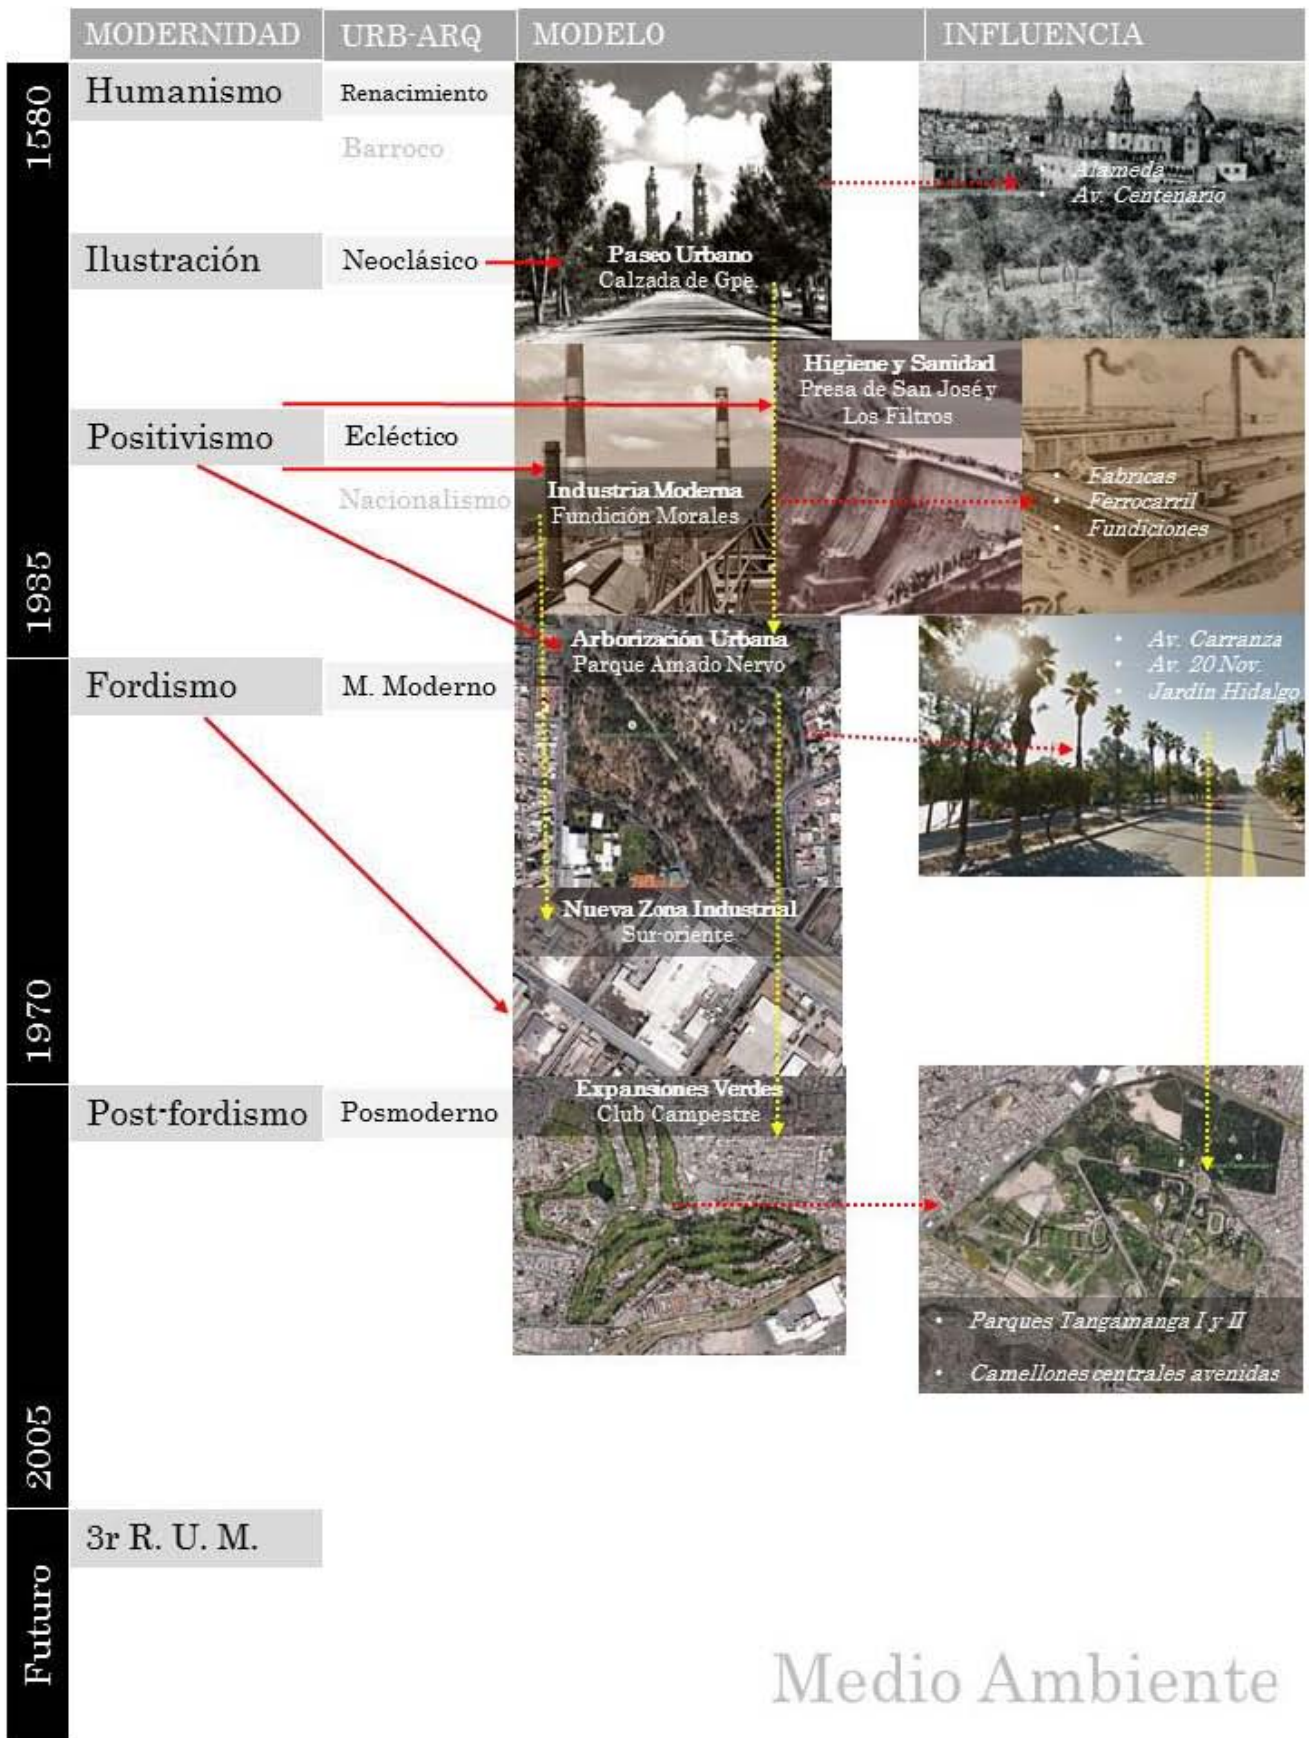 MODERNIDAD
URB-ARQ
MODELO
INFLUENCIA
1580
Humanismo
Renacimiento
Barroco
Alameda
Av. Centenario
Ilustración
Neoclásico
Paseo Urbano
Calzada de Gpe.
Higiene y Sanidad
Presa de San José y
Los Filtros
Positivismo
Ecléctico
Nacionalismo
Industria Moderna
Fundición Morales
Fabricas
Ferrocarril
Fundiciones
1935
Arborización Urbana
Parque Amado Nervo
Av. Carranza
Av. 20 Nov.
Jardín Hidalgo
Fordismo
M. Moderno
Nueva Zona Industrial
Sur-oriente
1970
Post-fordismo
Posmoderno
Expansiones Verdes
Club Campestre
Parques Tangamanga I y II
Camellones centrales avenidas
2005
3r R. U. M.
Futuro
Medio Ambiente